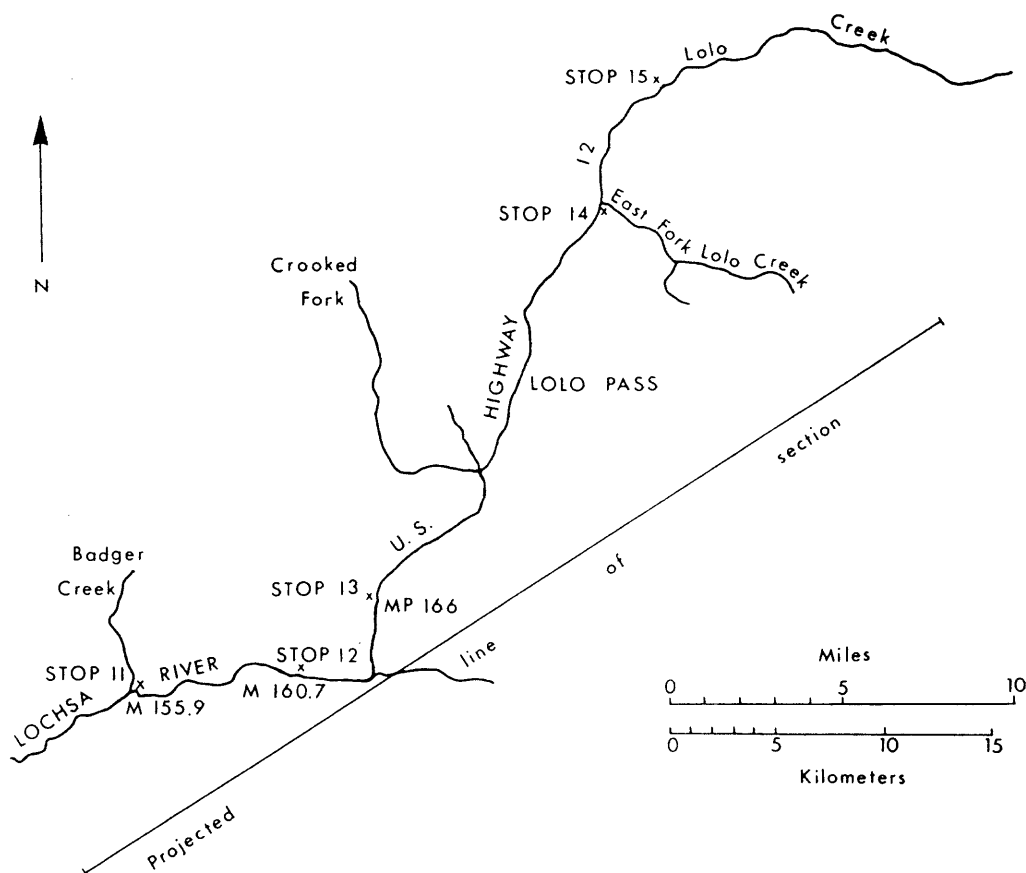 Lolo Creek
STOP 15 x
12
STOP 14 x
East Fork Lolo Creek
N
Crooked
Fork
HIGHWAY
LOLO PASS
U. S.
Badger
Creek
STOP 13 x
MP 166
STOP 12
x
STOP 11 x
LOCHSA RIVER
M 155.9
M 160.7
Projected line of section
Miles
0 5 10
0 5 10 15
Kilometers